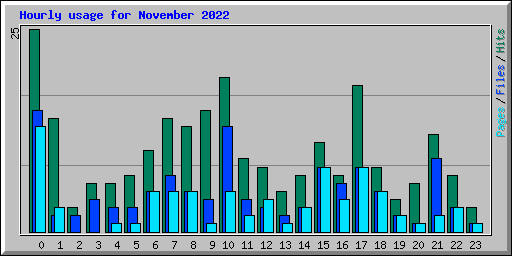 Hourly usage for November 2022
25
Pages/Files/Hits
0 1 2 3 4 5 6 7 8 9 10 11 12 13 14 15 16 17 18 19 20 21 22 23